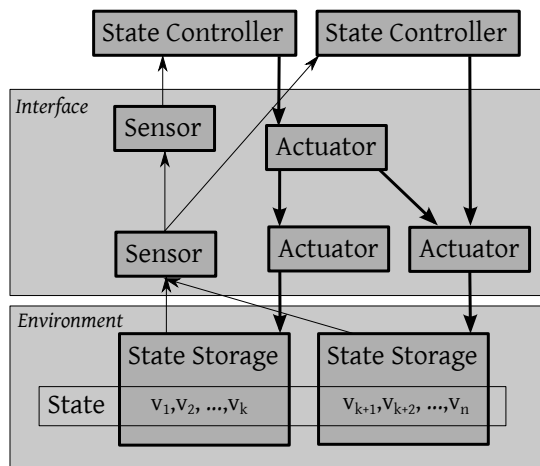 State Controller State Controller
Interface
Sensor
Actuator
Sensor Actuator Actuator
Environment
State Storage State Storage
State v₁,v₂, ...,vₖ vₖ₊₁,vₖ₊₂, ...,vₙ